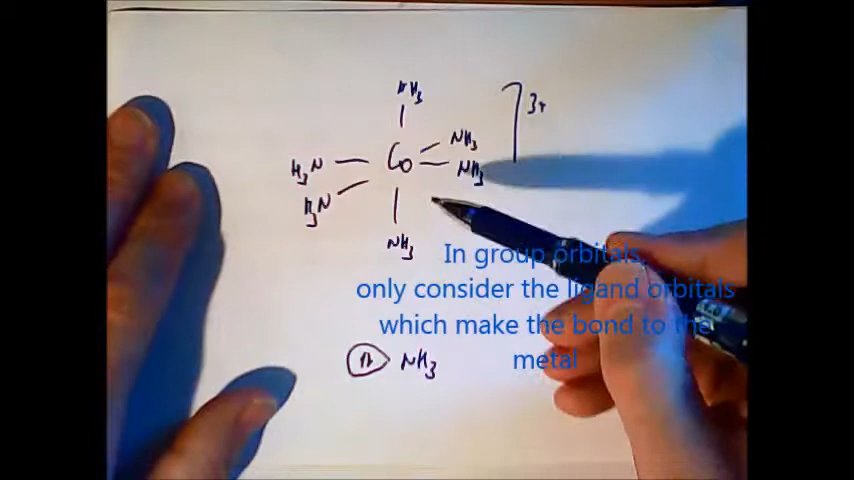 NH3
3+
Co
NH3
H3N
NH3
H3N
NH3
In group orbitals,
only consider the ligand orbitals
which make the bond to the
metal
NH3